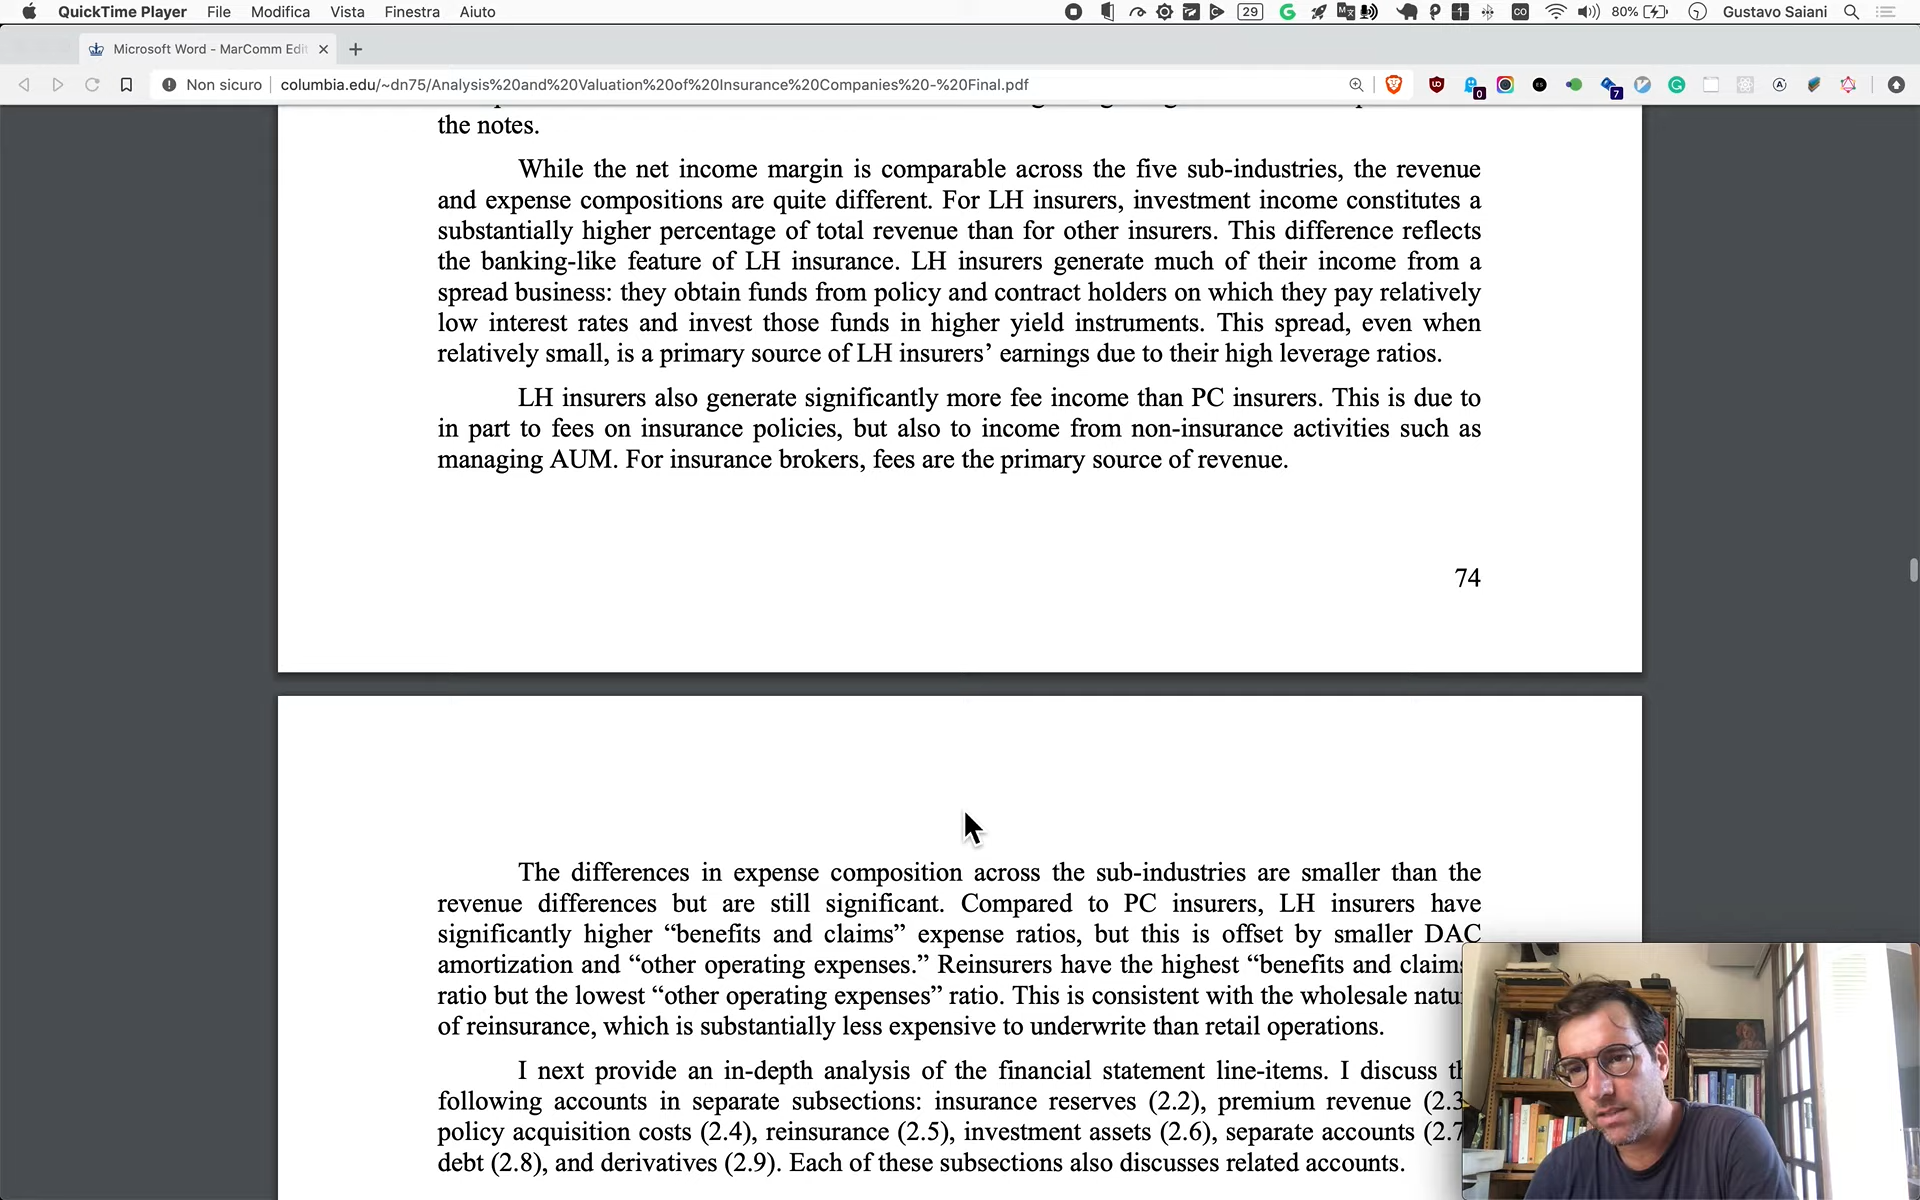 QuickTime Player File Modifica Vista Finestra Aiuto 29 80% Gustavo Saiani
Microsoft Word - MarComm Edi
Non sicuro columbia.edu/~dn75/Analysis%20and%20Valuation%20of%20Insurance%20Companies%20-%20Final.pdf 0 7
the notes.
While the net income margin is comparable across the five sub-industries, the revenue
and expense compositions are quite different. For LH insurers, investment income constitutes a
substantially higher percentage of total revenue than for other insurers. This difference reflects
the banking-like feature of LH insurance. LH insurers generate much of their income from a
spread business: they obtain funds from policy and contract holders on which they pay relatively
low interest rates and invest those funds in higher yield instruments. This spread, even when
relatively small, is a primary source of LH insurers’ earnings due to their high leverage ratios.
LH insurers also generate significantly more fee income than PC insurers. This is due to
in part to fees on insurance policies, but also to income from non-insurance activities such as
managing AUM. For insurance brokers, fees are the primary source of revenue.
74
The differences in expense composition across the sub-industries are smaller than the
revenue differences but are still significant. Compared to PC insurers, LH insurers have
significantly higher “benefits and claims” expense ratios, but this is offset by smaller DAC
amortization and “other operating expenses.” Reinsurers have the highest “benefits and claims
ratio but the lowest “other operating expenses” ratio. This is consistent with the wholesale natu
of reinsurance, which is substantially less expensive to underwrite than retail operations.
I next provide an in-depth analysis of the financial statement line-items. I discuss th
following accounts in separate subsections: insurance reserves (2.2), premium revenue (2.3
policy acquisition costs (2.4), reinsurance (2.5), investment assets (2.6), separate accounts (2.7
debt (2.8), and derivatives (2.9). Each of these subsections also discusses related accounts.